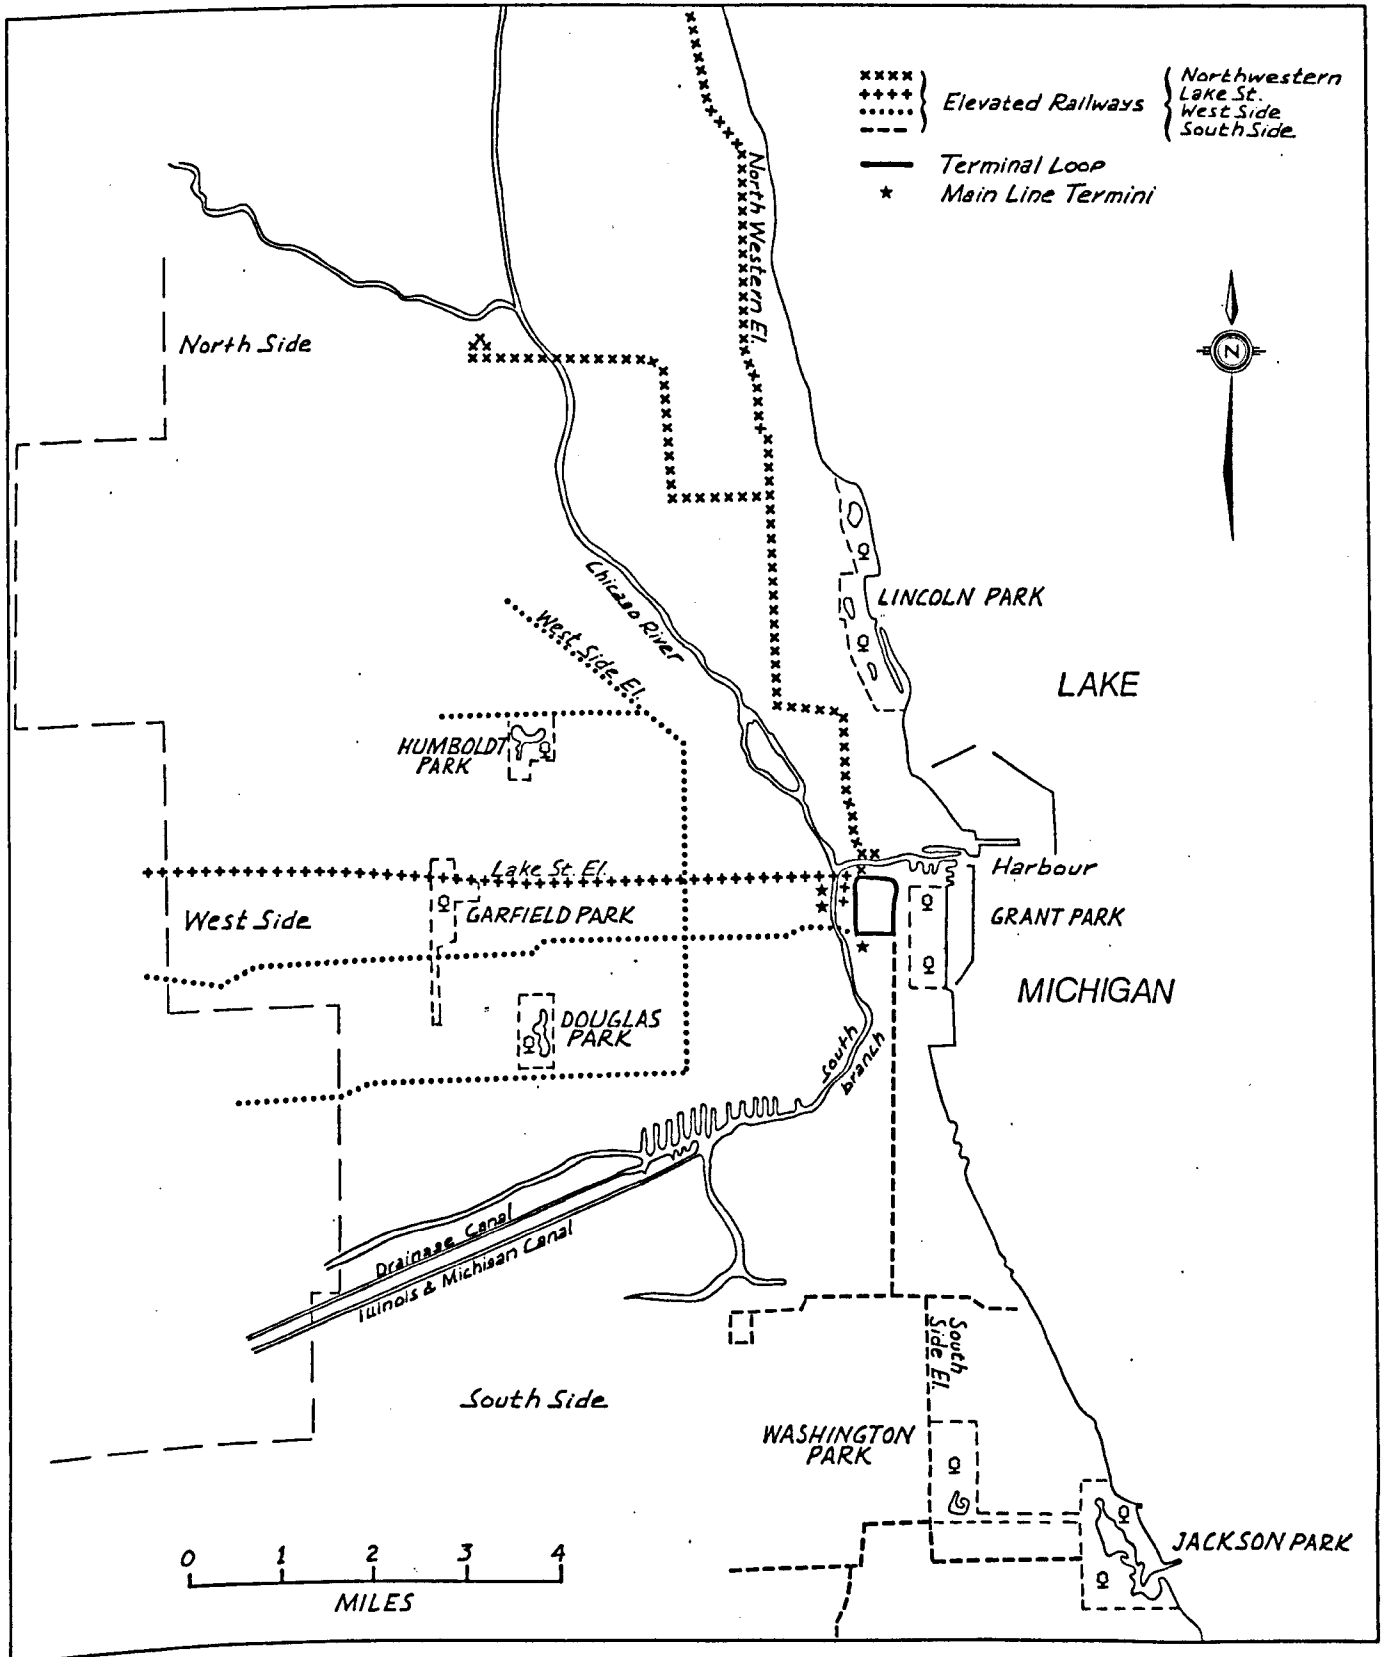 xxxx Elevated Railways Northwestern
++++ Lake St.
West Side
South Side
Terminal Loop
★ Main Line Termini
North Western El.
N
North Side
Chicago River
West Side El.
LINCOLN PARK
LAKE
HUMBOLDT
PARK
Lake St. El.
Harbour
West Side
GARFIELD PARK
GRANT PARK
MICHIGAN
DOUGLAS
PARK
South
branch
Drainage Canal
Illinois & Michigan Canal
South
Side El.
South Side
WASHINGTON
PARK
JACKSON PARK
0 1 2 3 4
MILES